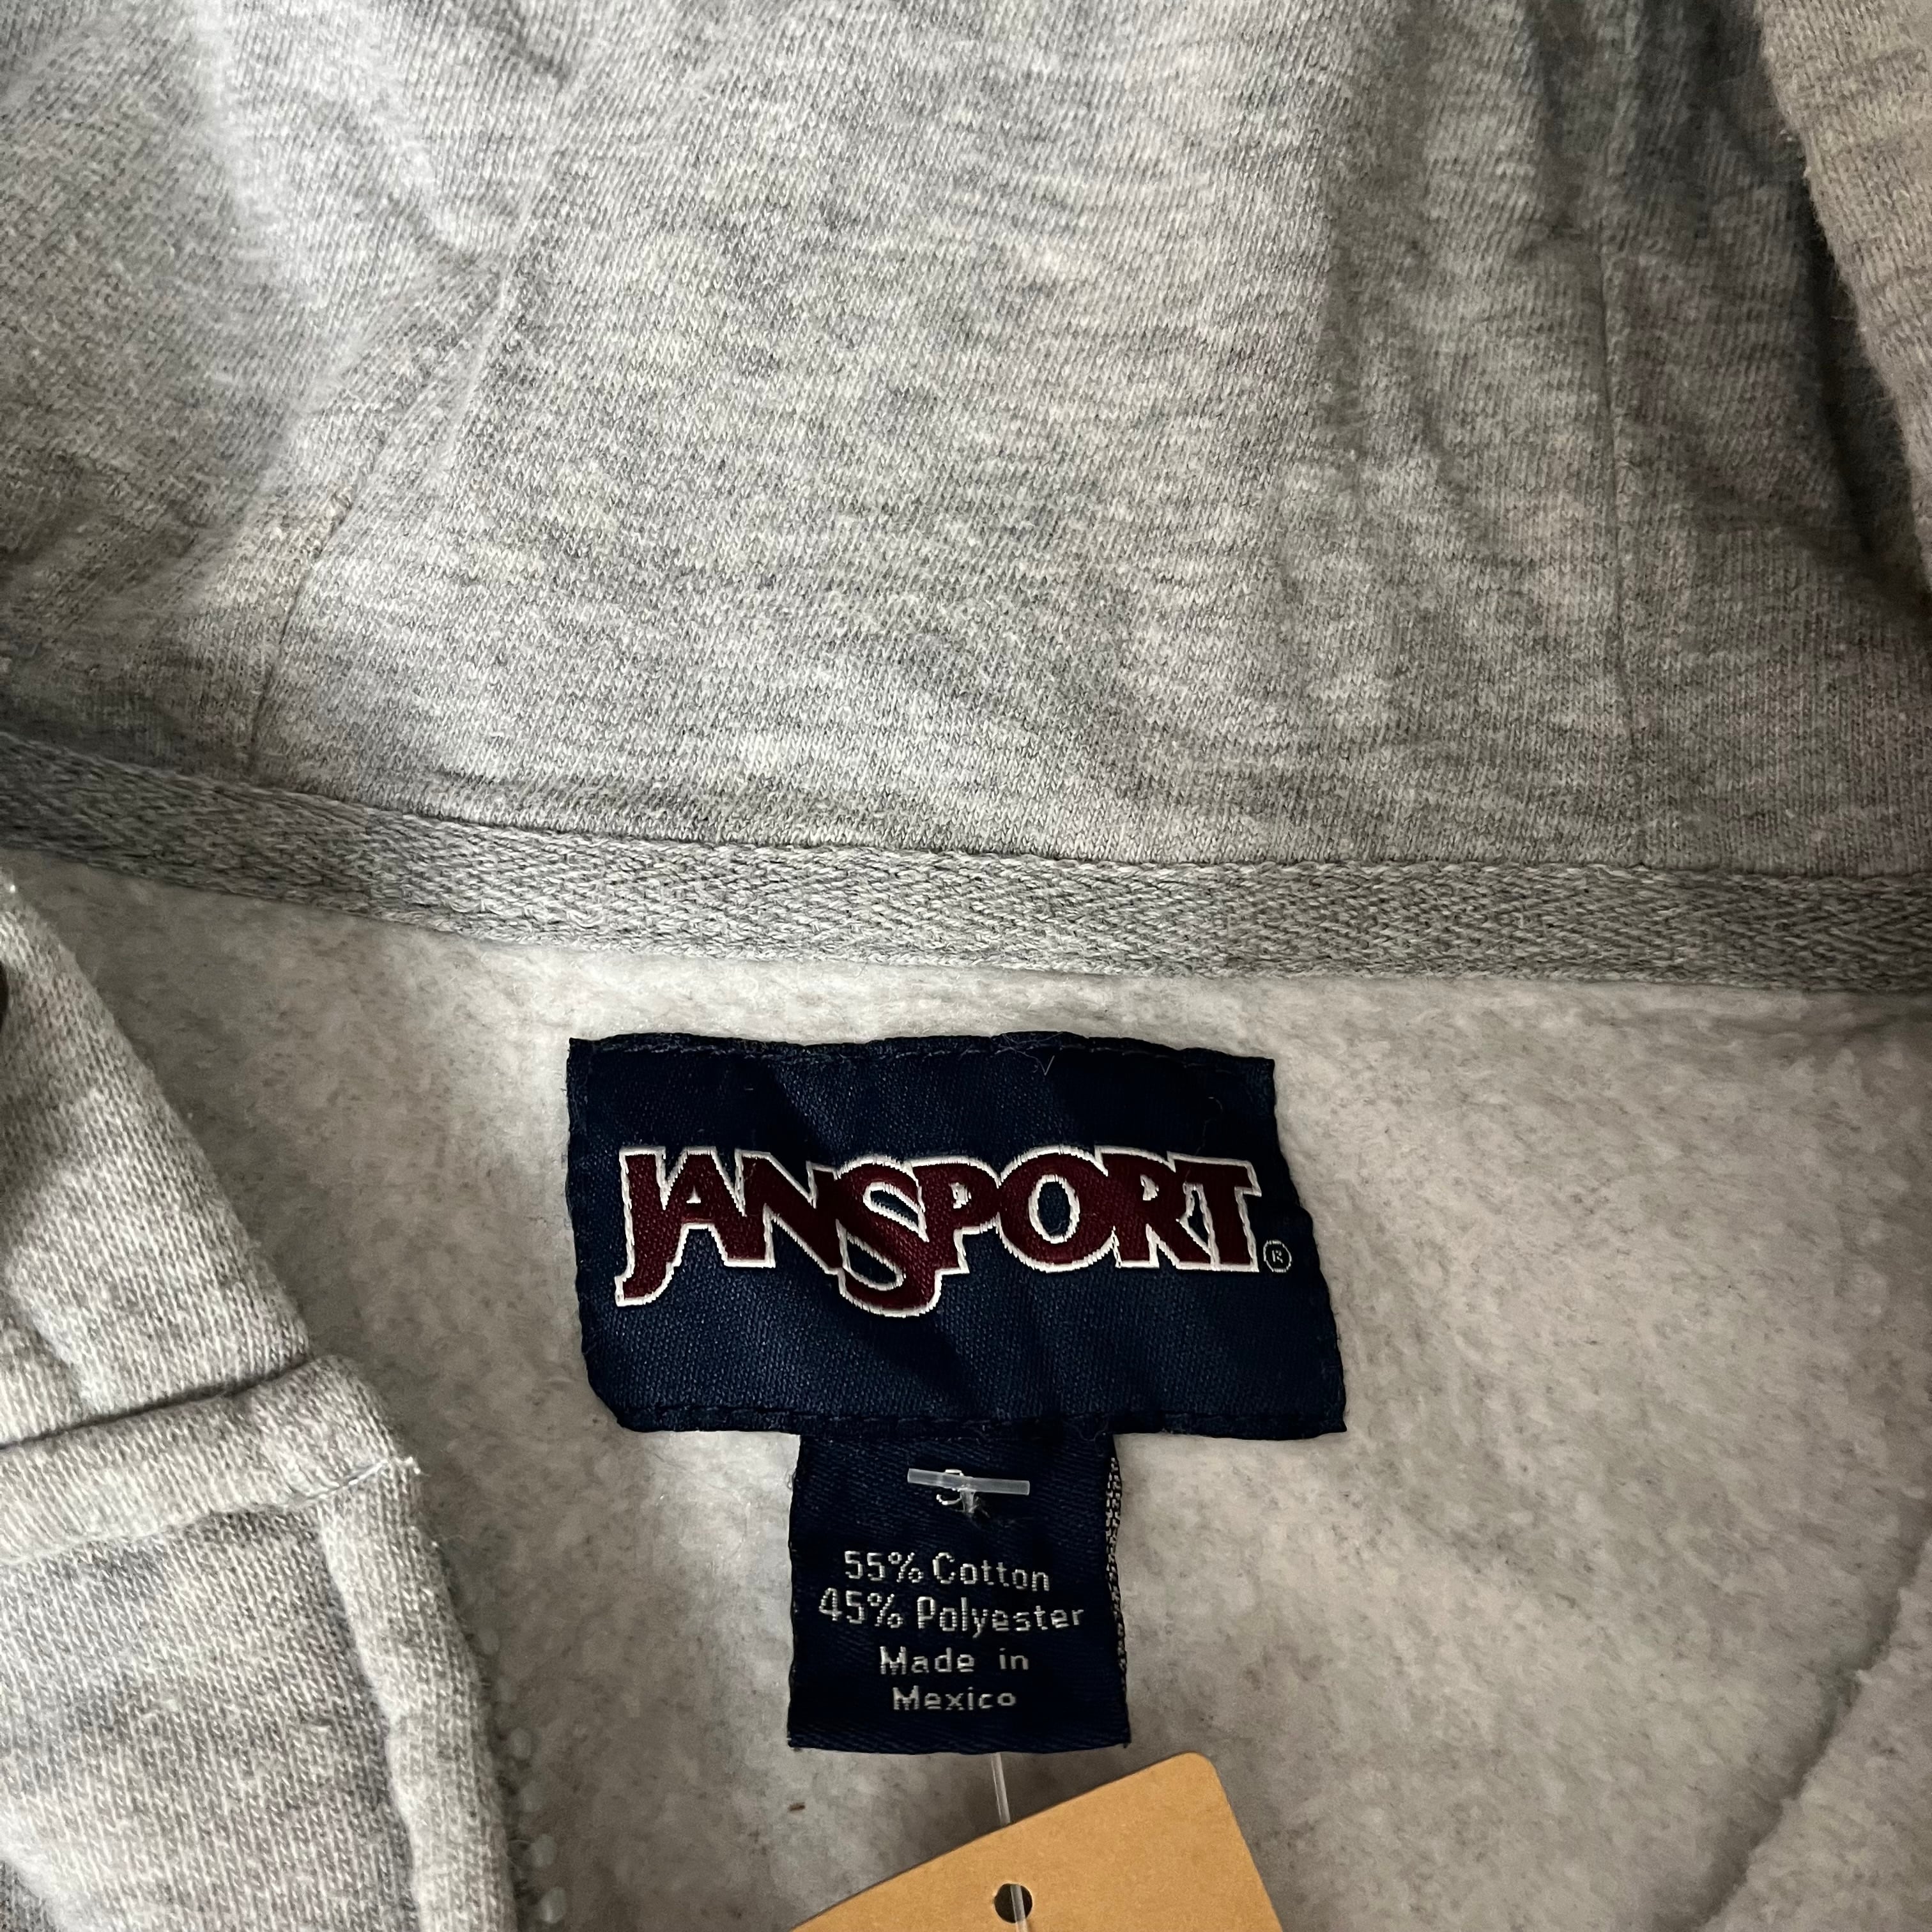 JANSPORT®
S
55% Cotton
45% Polyester
Made in
Mexico